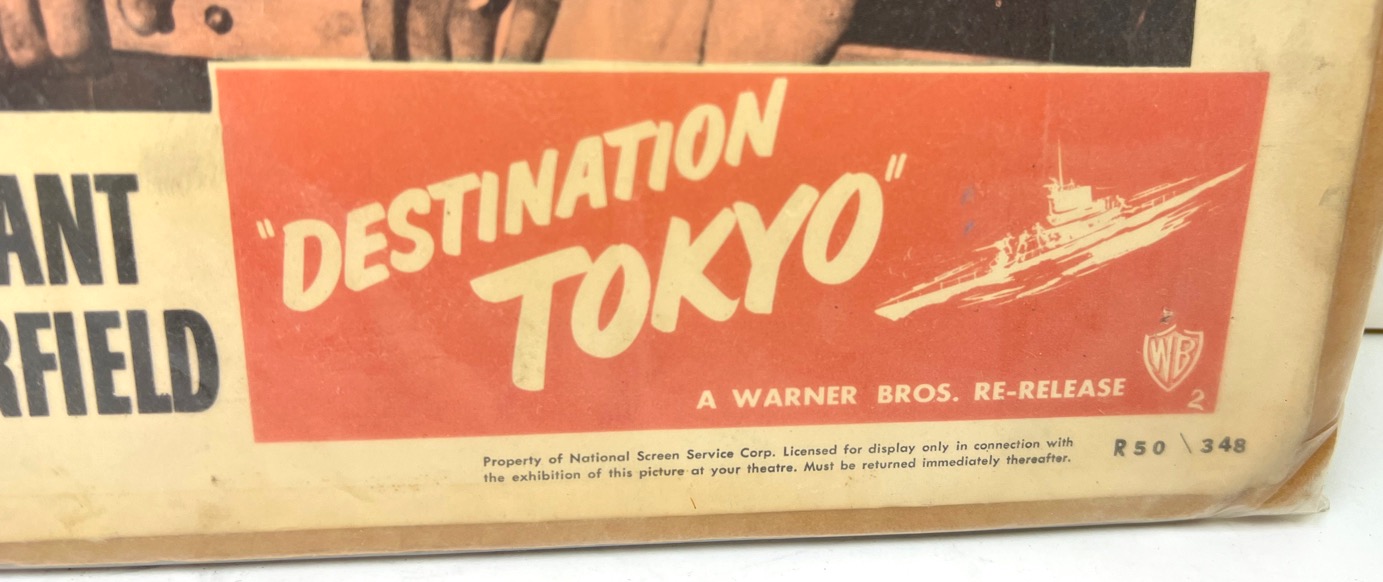 ANT
RFIELD
"DESTINATION
TOKYO"
WB
A WARNER BROS. RE-RELEASE
2
Property of National Screen Service Corp. Licensed for display only in connection with
the exhibition of this picture at your theatre. Must be returned immediately thereafter.
R50 \ 348